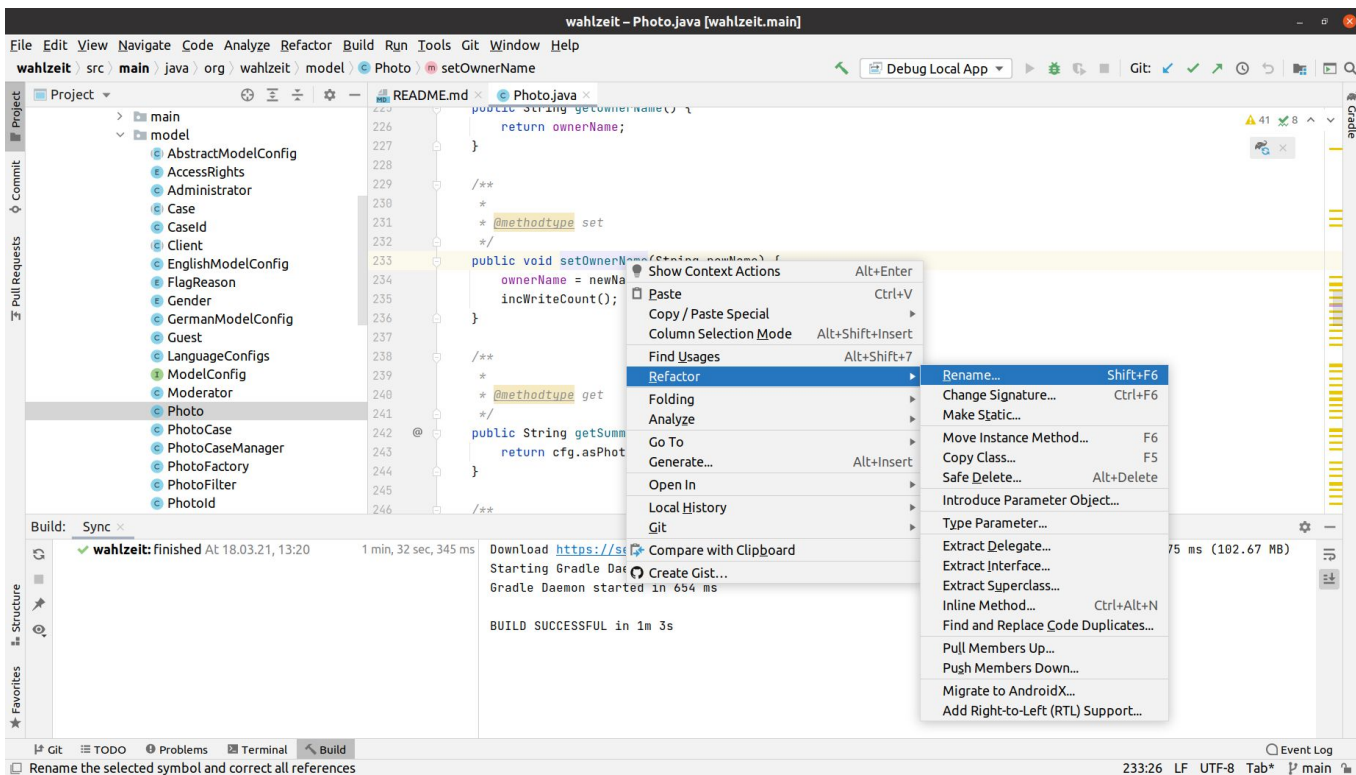 wahlzeit – Photo.java [wahlzeit.main]
File Edit View Navigate Code Analyze Refactor Build Run Tools Git Window Help
wahlzeit src main java org wahlzeit model Photo setOwnerName Debug Local App Git:
Project README.md Photo.java
main
model
AbstractModelConfig
AccessRights
Administrator
Case
CaseId
Client
EnglishModelConfig
FlagReason
Gender
GermanModelConfig
Guest
LanguageConfigs
ModelConfig
Moderator
Photo
PhotoCase
PhotoCaseManager
PhotoFactory
PhotoFilter
PhotoId
Project
Commit
Pull Requests
Structure
Favorites
Gradle
41 8
225 public String getOwnerName() {
226 return ownerName;
227 }
228
229 /**
230 *
231 * @methodtype set
232 */
233 public void setOwnerName(String newName) {
234 ownerName = newNa
235 incWriteCount();
236 }
237
238 /**
239 *
240 * @methodtype get
241 */
242 @ public String getSumm
243 return cfg.asPhot
244 }
245
246 /**
Show Context Actions Alt+Enter
Paste Ctrl+V
Copy / Paste Special
Column Selection Mode Alt+Shift+Insert
Find Usages Alt+Shift+7
Refactor
Folding
Analyze
Go To
Generate... Alt+Insert
Open In
Local History
Git
Compare with Clipboard
Create Gist...
Rename... Shift+F6
Change Signature... Ctrl+F6
Make Static...
Move Instance Method... F6
Copy Class... F5
Safe Delete... Alt+Delete
Introduce Parameter Object...
Type Parameter...
Extract Delegate...
Extract Interface...
Extract Superclass...
Inline Method... Ctrl+Alt+N
Find and Replace Code Duplicates...
Pull Members Up...
Push Members Down...
Migrate to AndroidX...
Add Right-to-Left (RTL) Support...
Build: Sync
wahlzeit: finished At 18.03.21, 13:20 1 min, 32 sec, 345 ms
Download https://se 75 ms (102.67 MB)
Starting Gradle Dae
Gradle Daemon started in 654 ms
BUILD SUCCESSFUL in 1m 3s
Git TODO Problems Terminal Build Event Log
Rename the selected symbol and correct all references 233:26 LF UTF-8 Tab* main